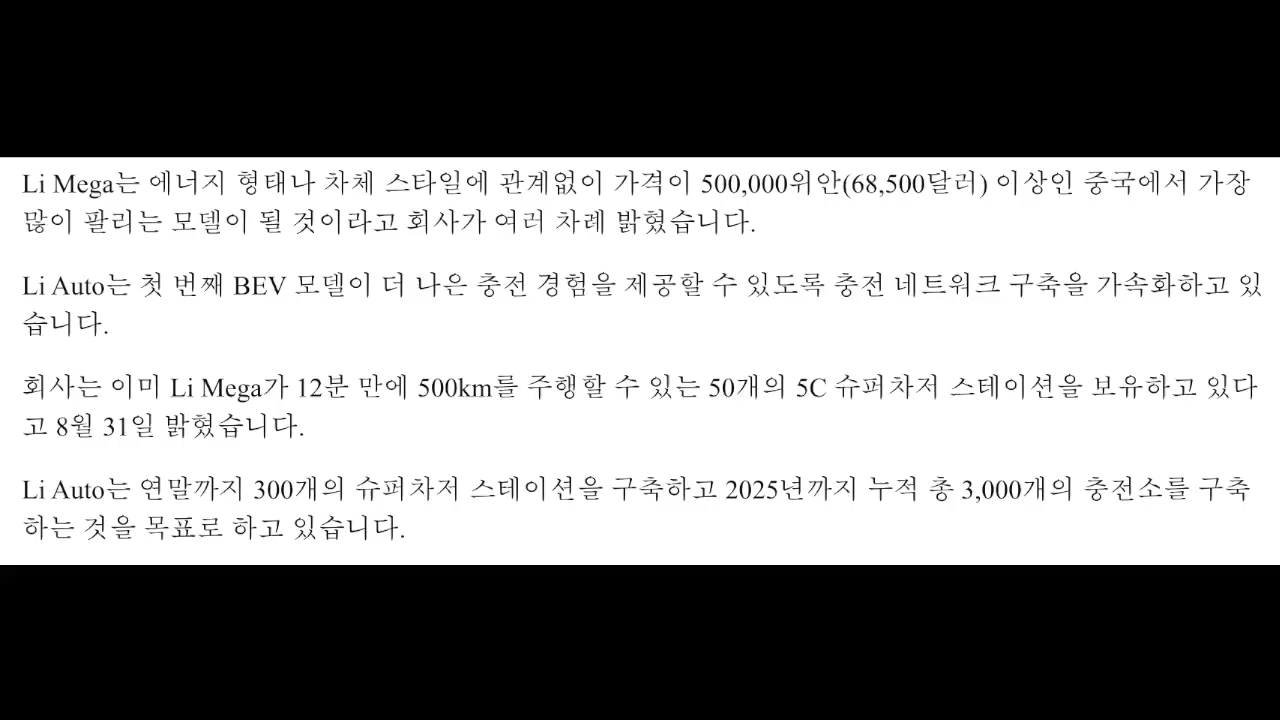 Li Mega는 에너지 형태나 차체 스타일에 관계없이 가격이 500,000위안(68,500달러) 이상인 중국에서 가장
많이 팔리는 모델이 될 것이라고 회사가 여러 차례 밝혔습니다.
Li Auto는 첫 번째 BEV 모델이 더 나은 충전 경험을 제공할 수 있도록 충전 네트워크 구축을 가속화하고 있
습니다.
회사는 이미 Li Mega가 12분 만에 500km를 주행할 수 있는 50개의 5C 슈퍼차저 스테이션을 보유하고 있다
고 8월 31일 밝혔습니다.
Li Auto는 연말까지 300개의 슈퍼차저 스테이션을 구축하고 2025년까지 누적 총 3,000개의 충전소를 구축
하는 것을 목표로 하고 있습니다.